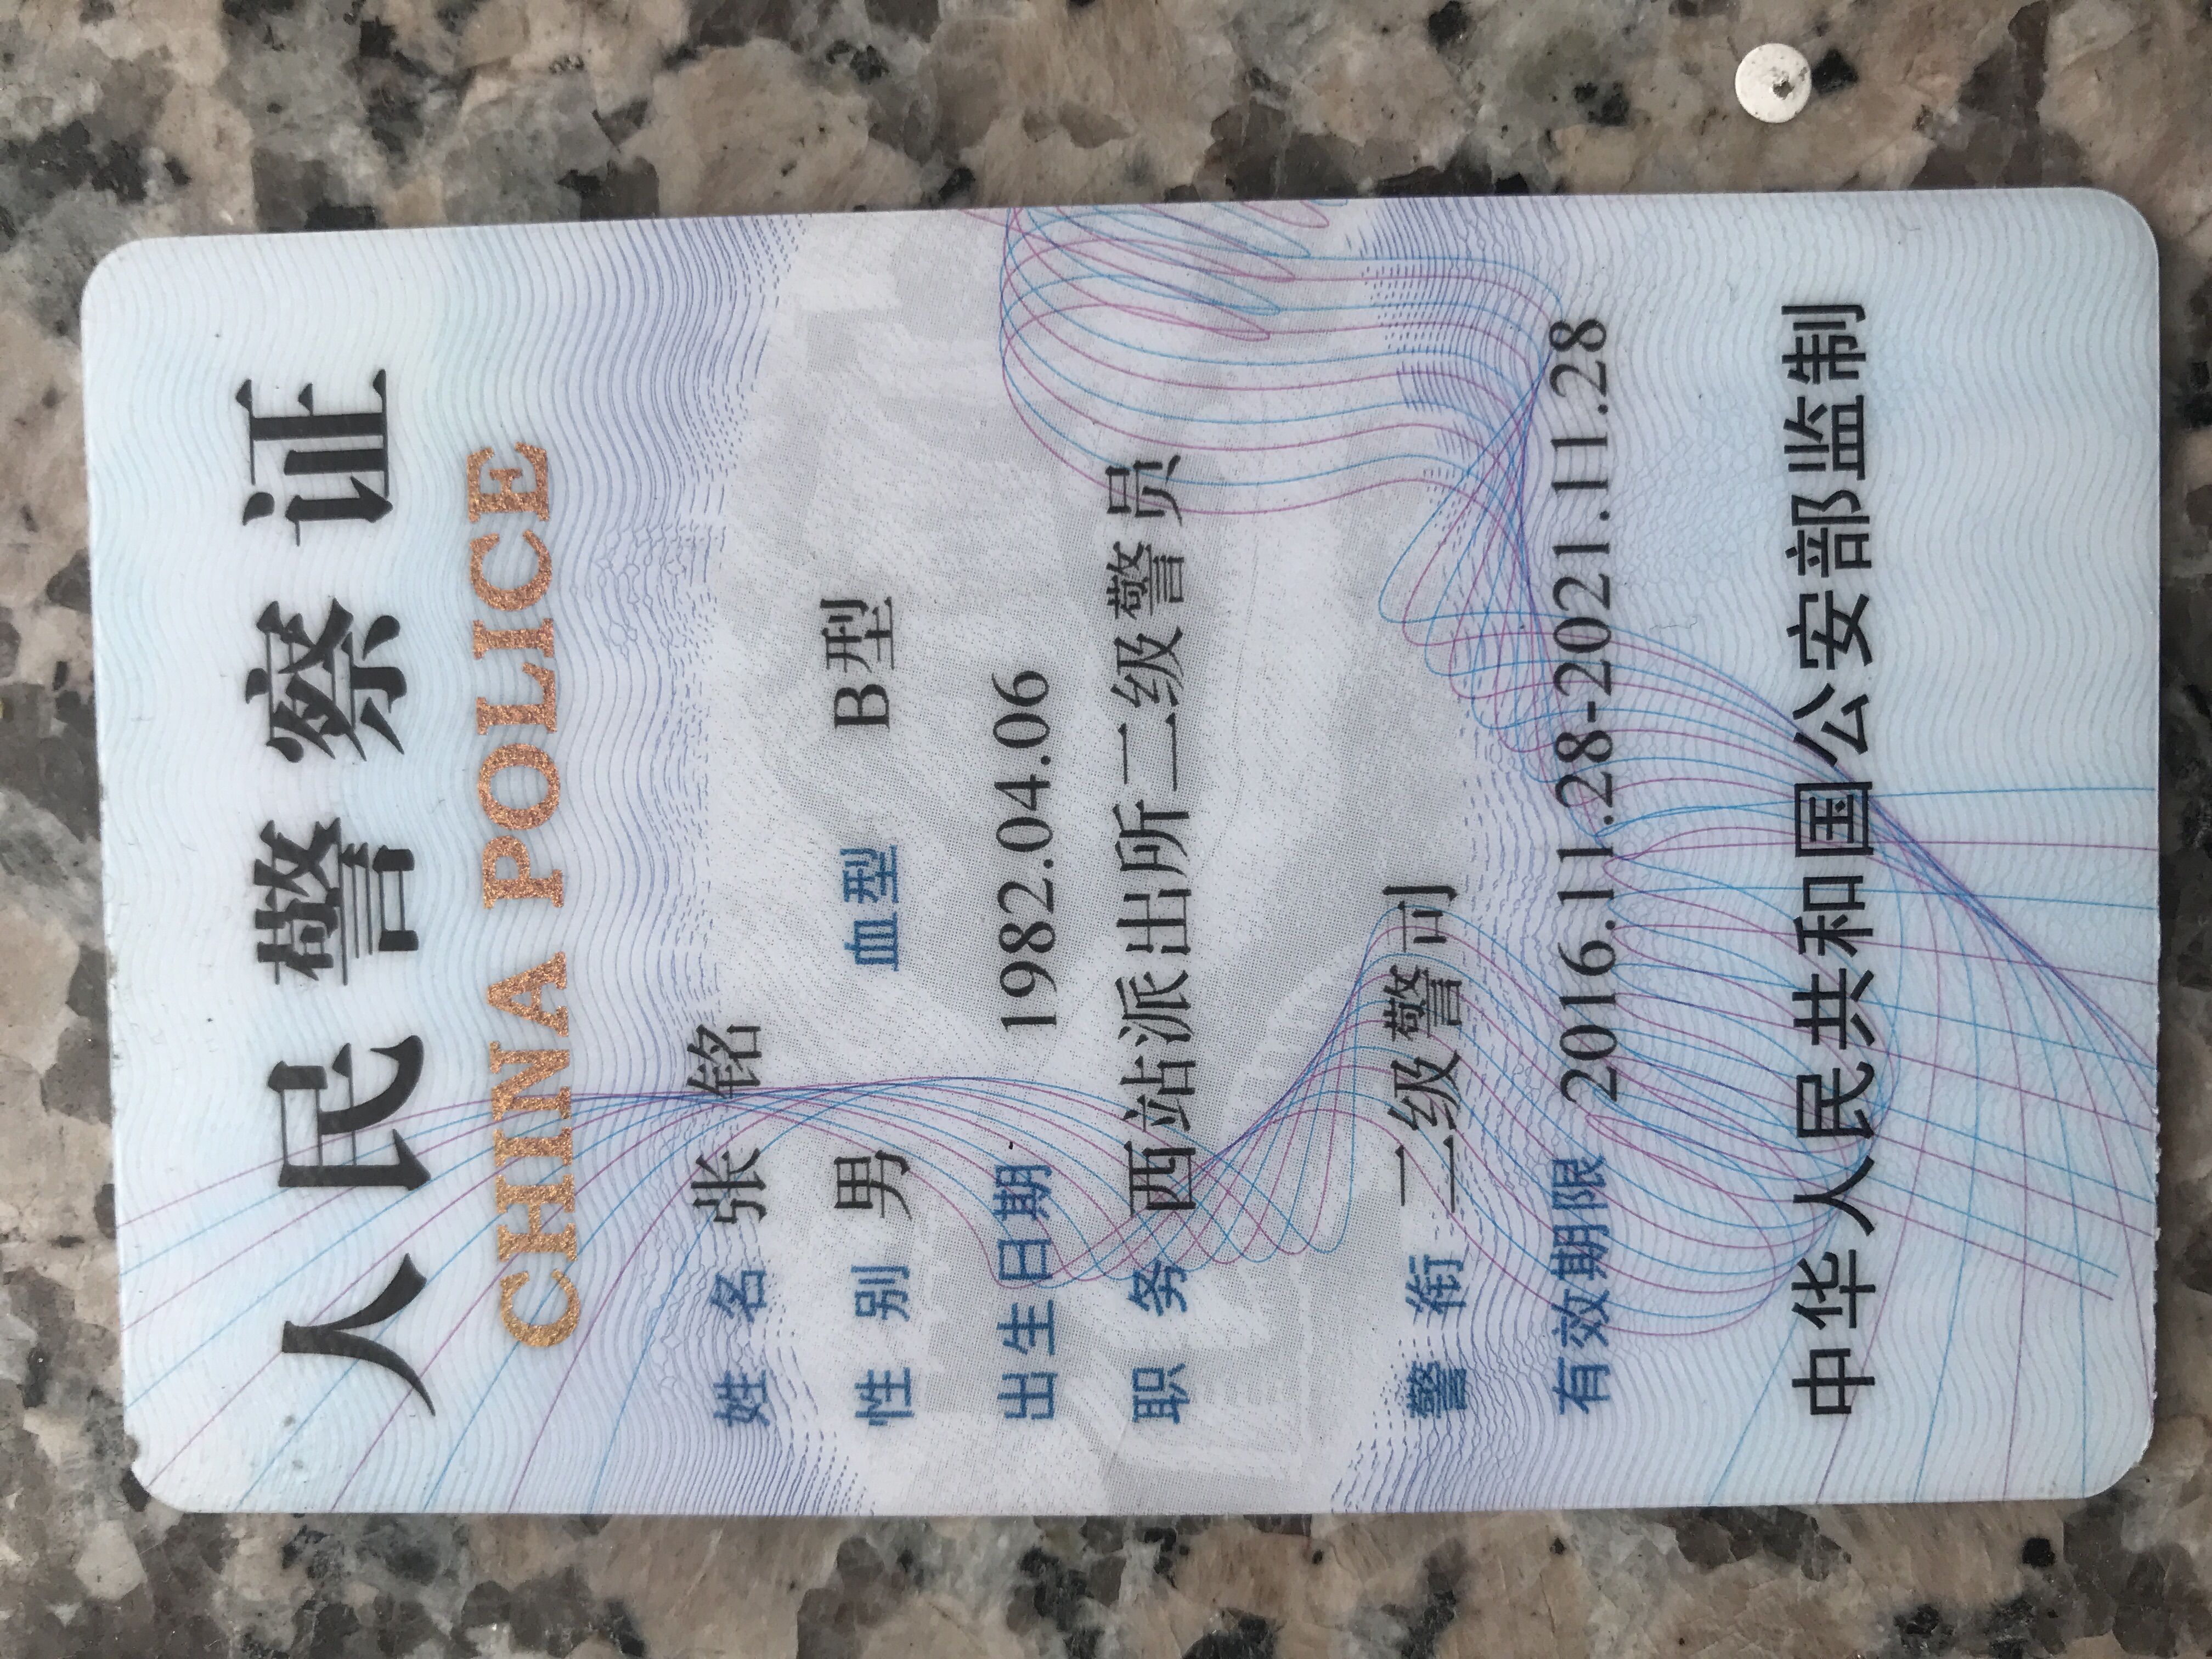 人民警察证
CHINA POLICE
姓 名 张 铭
性 别 男 血型 B型
出生日期 1982.04.06
职 务 西站派出所二级警员
警 衔 二级警司
有效期限 2016.11.28-2021.11.28
中华人民共和国公安部监制